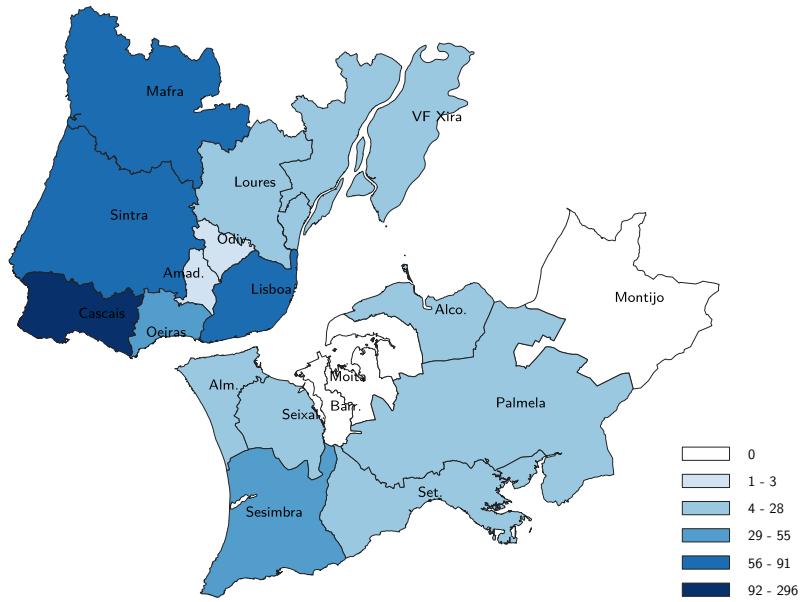 Mafra
VF Xira
Loures
Sintra
Odiv.
Amad.
Lisboa
Montijo
Cascais
Alco.
Oeiras
Moita
Alm.
Barr.
Palmela
Seixal
Set.
Sesimbra
0
1 - 3
4 - 28
29 - 55
56 - 91
92 - 296